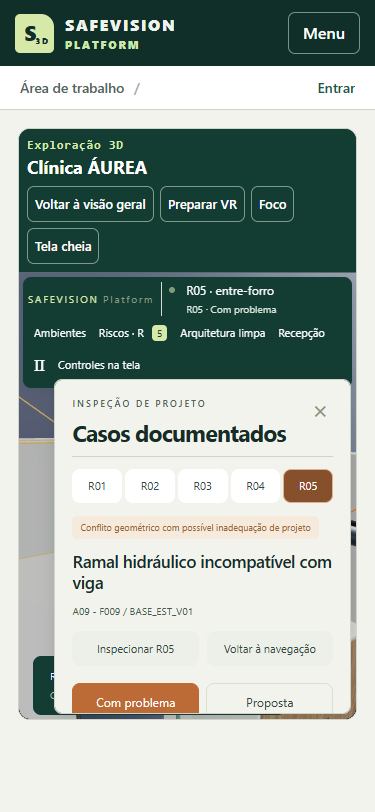 S3D
SAFEVISION
PLATFORM
Menu
Área de trabalho /
Entrar
Exploração 3D
Clínica ÁUREA
Voltar à visão geral
Preparar VR
Foco
Tela cheia
SAFEVISION Platform
R05 · entre-forro
R05 · Com problema
Ambientes Riscos · R 5 Arquitetura limpa Recepção
Controles na tela
INSPEÇÃO DE PROJETO
Casos documentados
R01 R02 R03 R04 R05
Conflito geométrico com possível inadequação de projeto
Ramal hidráulico incompatível com
viga
A09 - F009 / BASE_EST_V01
Inspecionar R05
Voltar à navegação
Com problema
Proposta